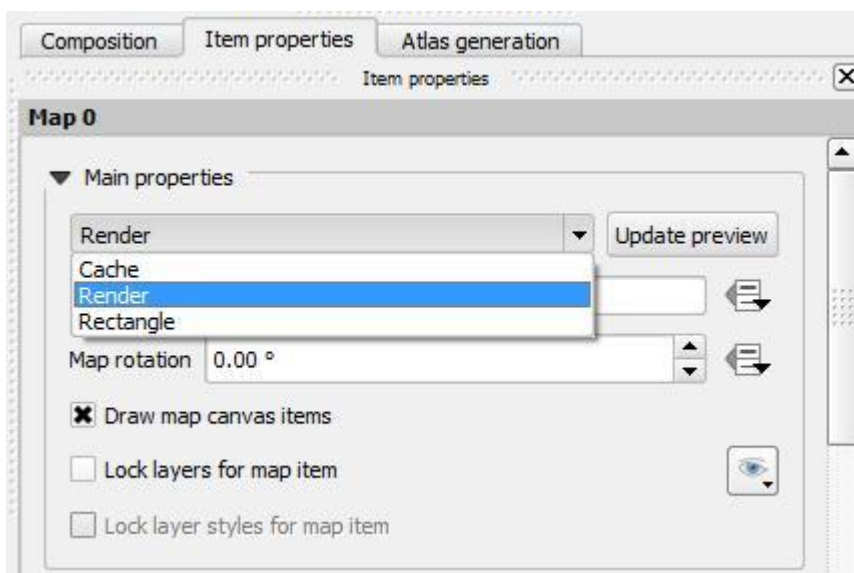 Composition Item properties Atlas generation
Item properties
Map 0
Main properties
Render Update preview
Cache
Render
Rectangle
Map rotation 0.00 °
Draw map canvas items
Lock layers for map item
Lock layer styles for map item